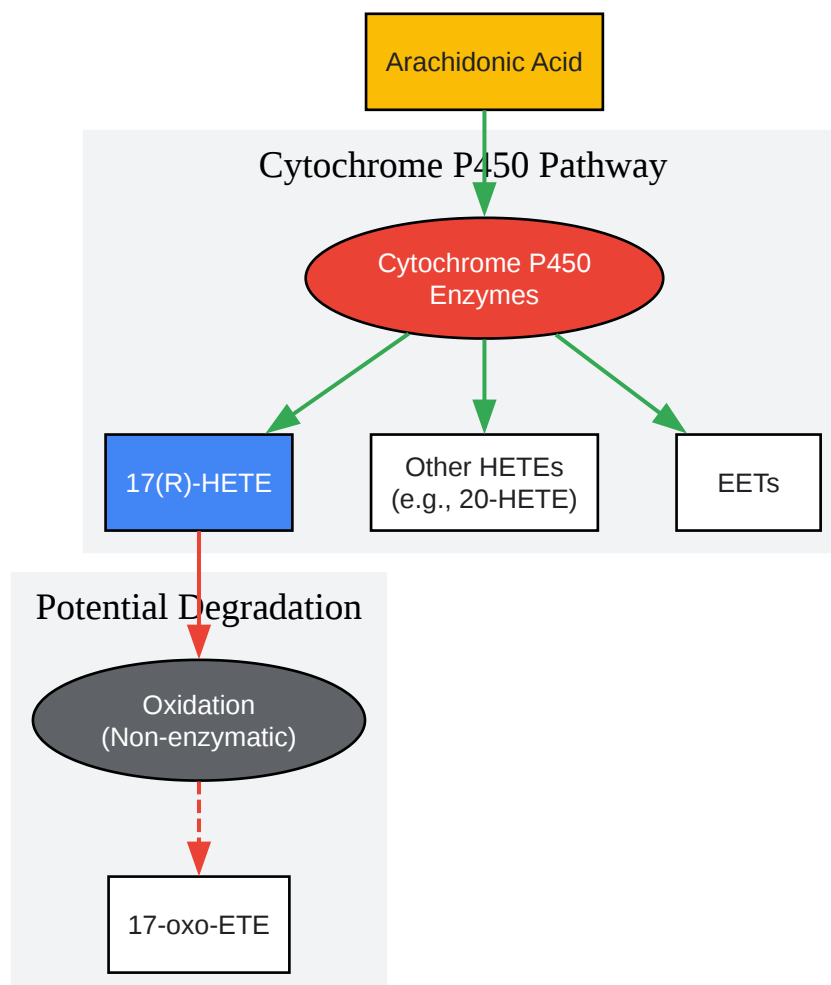 Arachidonic Acid
Cytochrome P450 Pathway
Cytochrome P450
Enzymes
17(R)-HETE
Other HETEs
(e.g., 20-HETE)
EETs
Potential Degradation
Oxidation
(Non-enzymatic)
17-oxo-ETE